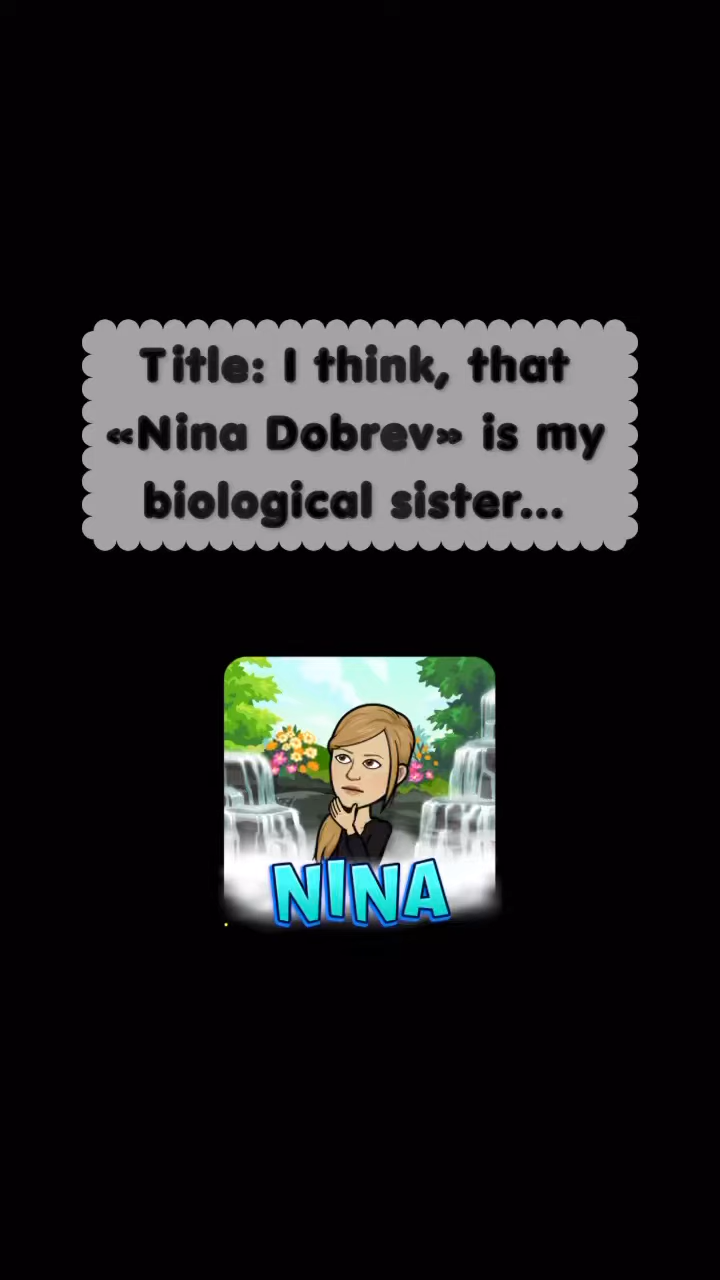 Title: I think, that
«Nina Dobrev» is my
biological sister...
NINA